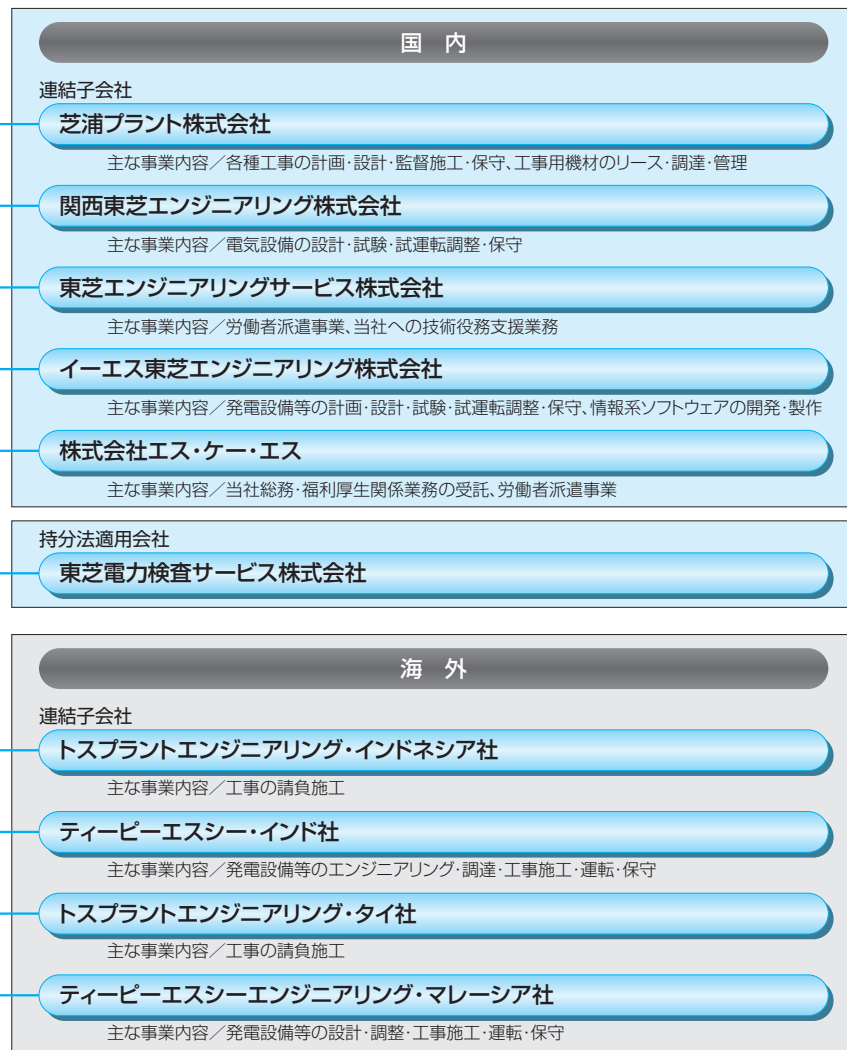 国 内
連結子会社
芝浦プラント株式会社
主な事業内容／各種工事の計画･設計･監督施工･保守、工事用機材のリース･調達･管理
関西東芝エンジニアリング株式会社
主な事業内容／電気設備の設計･試験･試運転調整･保守
東芝エンジニアリングサービス株式会社
主な事業内容／労働者派遣事業、当社への技術役務支援業務
イーエス東芝エンジニアリング株式会社
主な事業内容／発電設備等の計画･設計･試験･試運転調整･保守、情報系ソフトウェアの開発･製作
株式会社エス･ケー･エス
主な事業内容／当社総務･福利厚生関係業務の受託、労働者派遣事業
持分法適用会社
東芝電力検査サービス株式会社
海 外
連結子会社
トスプラントエンジニアリング･インドネシア社
主な事業内容／工事の請負施工
ティーピーエスシー･インド社
主な事業内容／発電設備等のエンジニアリング･調達･工事施工･運転･保守
トスプラントエンジニアリング･タイ社
主な事業内容／工事の請負施工
ティーピーエスシーエンジニアリング･マレーシア社
主な事業内容／発電設備等の設計･調整･工事施工･運転･保守